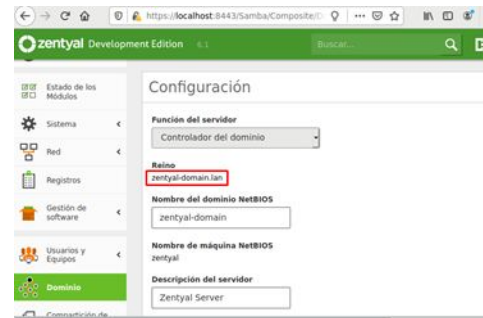 https://localhost:8443/Samba/Composite/
zentyal Development Edition 6.1
Buscar...
Estado de los
Módulos
Sistema
Red
Registros
Gestión de
software
Usuarios y
Equipos
Dominio
Compartición de
Configuración
Función del servidor
Controlador del dominio
Reino
zentyal-domain.lan
Nombre del dominio NetBIOS
zentyal-domain
Nombre de máquina NetBIOS
zentyal
Descripción del servidor
Zentyal Server